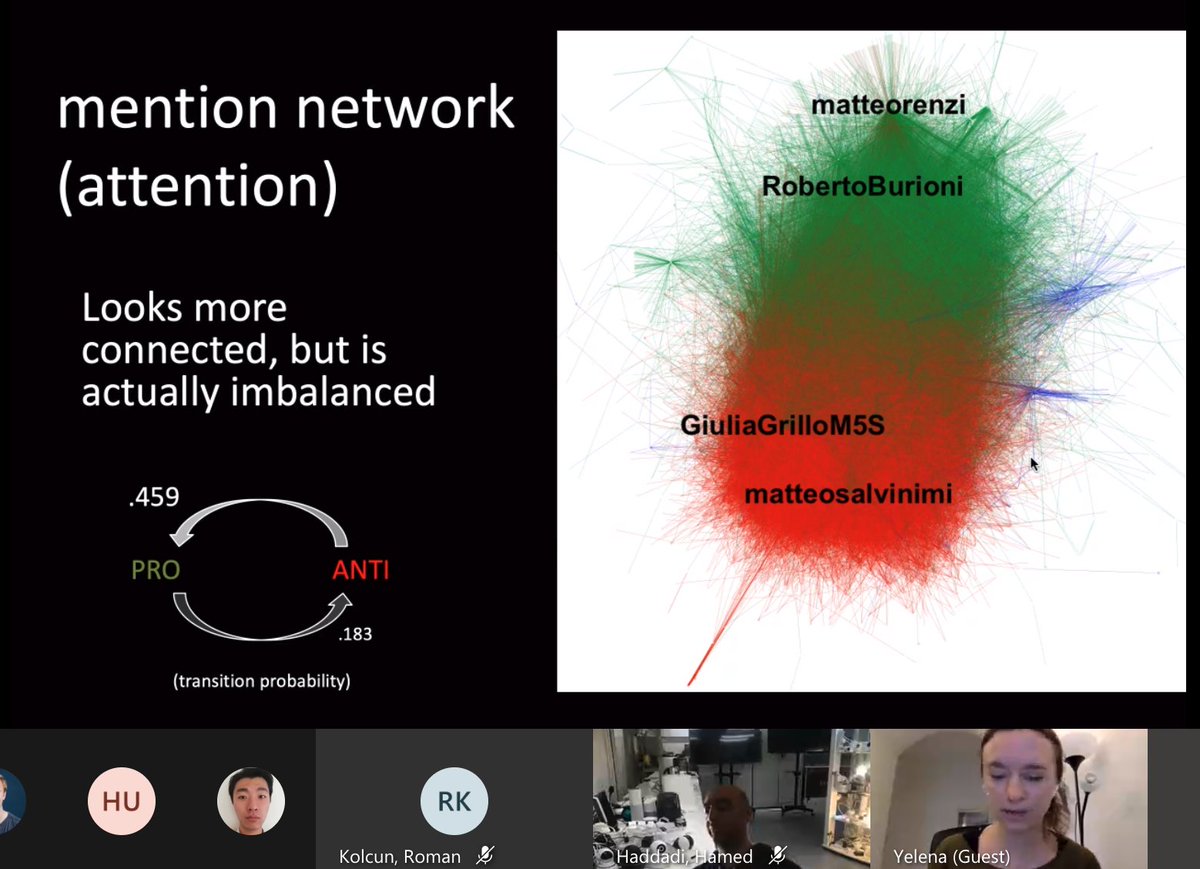 mention network
(attention)
Looks more
connected, but is
actually imbalanced
.459
PRO
ANTI
.183
(transition probability)
matteorenzi
RobertoBurioni
GiuliaGrilloM5S
matteosalvinimi
HU
RK
Kolcun, Roman
Haddadi, Hamed
Yelena (Guest)